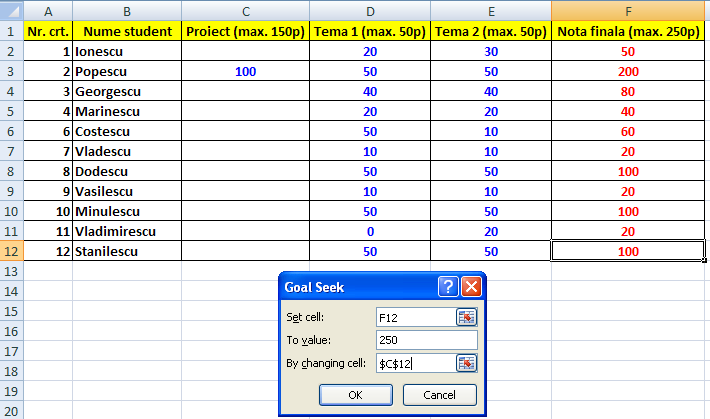 A B C D E F
1 Nr. crt. Nume student Proiect (max. 150p) Tema 1 (max. 50p) Tema 2 (max. 50p) Nota finala (max. 250p)
2 1 Ionescu 20 30 50
3 2 Popescu 100 50 50 200
4 3 Georgescu 40 40 80
5 4 Marinescu 20 20 40
6 6 Costescu 50 10 60
7 7 Vladescu 10 10 20
8 8 Dodescu 50 50 100
9 9 Vasilescu 10 10 20
10 10 Minulescu 50 50 100
11 11 Vladimirescu 0 20 20
12 12 Stanilescu 50 50 100
13
14 Goal Seek ?
15
16 Set cell: F12
17 To value: 250
18 By changing cell: $C$12
19 OK Cancel
20